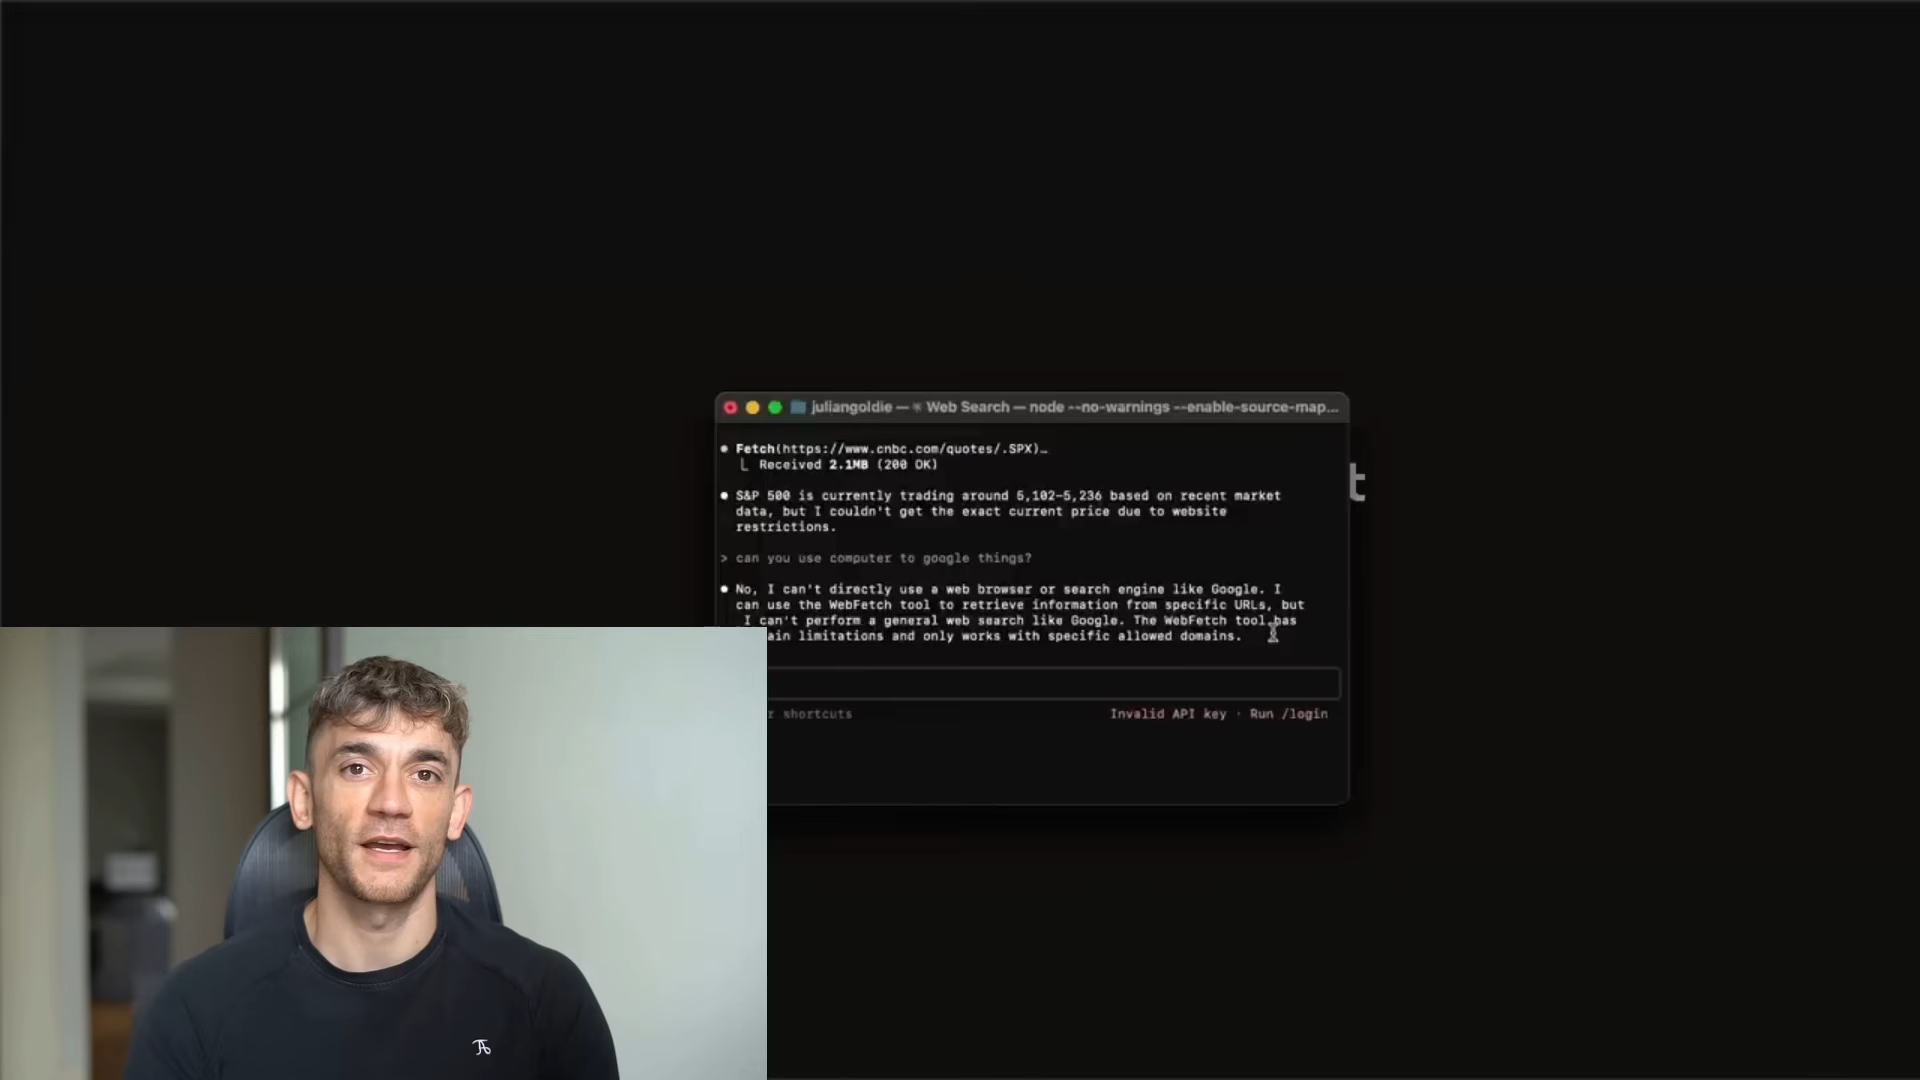 juliangoldie — ✳ Web Search — node --no-warnings --enable-source-map...
● Fetch(https://www.cnbc.com/quotes/.SPX)…
⎿ Received 2.1MB (200 OK)
● S&P 500 is currently trading around 5,102-5,236 based on recent market
data, but I couldn't get the exact current price due to website
restrictions.
> can you use computer to google things?
● No, I can't directly use a web browser or search engine like Google. I
can use the WebFetch tool to retrieve information from specific URLs, but
I can't perform a general web search like Google. The WebFetch tool has
ain limitations and only works with specific allowed domains.
r shortcuts
Invalid API key · Run /login
t